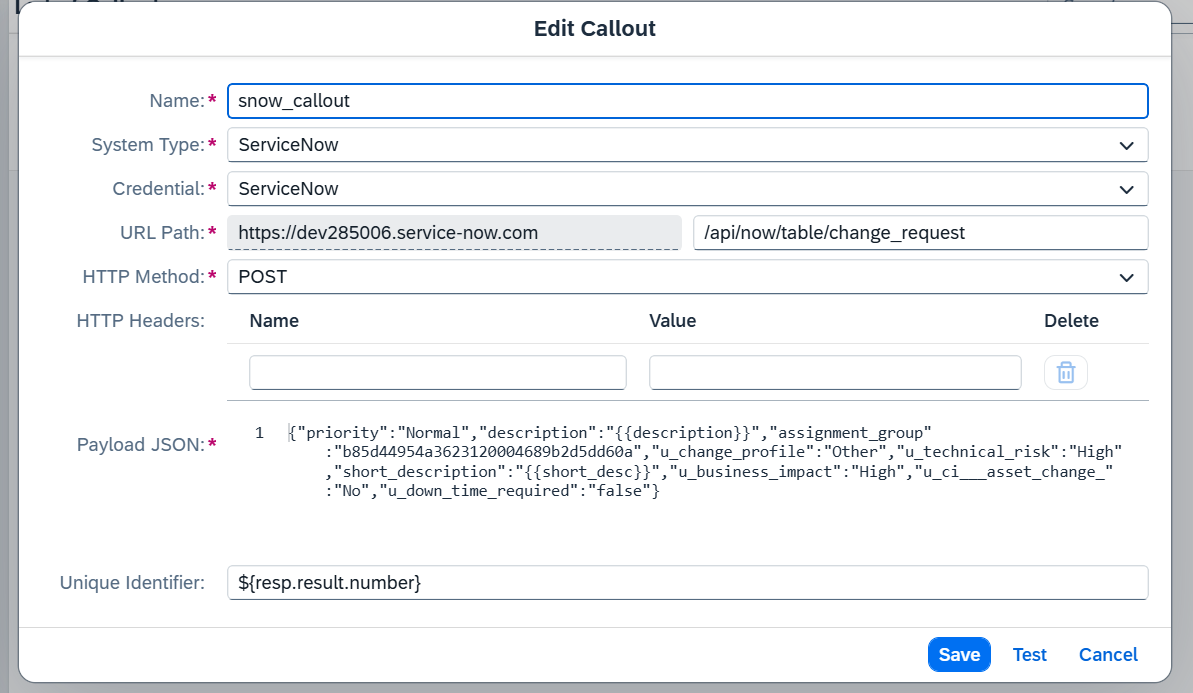 Edit Callout
Name:* snow_callout
System Type:* ServiceNow
Credential:* ServiceNow
URL Path:* https://dev285006.service-now.com /api/now/table/change_request
HTTP Method:* POST
HTTP Headers: Name Value Delete
Payload JSON:* 1 {"priority":"Normal","description":"{{description}}","assignment_group"
:"b85d44954a3623120004689b2d5dd60a","u_change_profile":"Other","u_technical_risk":"High"
,"short_description":"{{short_desc}}","u_business_impact":"High","u_ci___asset_change_"
:"No","u_down_time_required":"false"}
Unique Identifier: ${resp.result.number}
Save Test Cancel